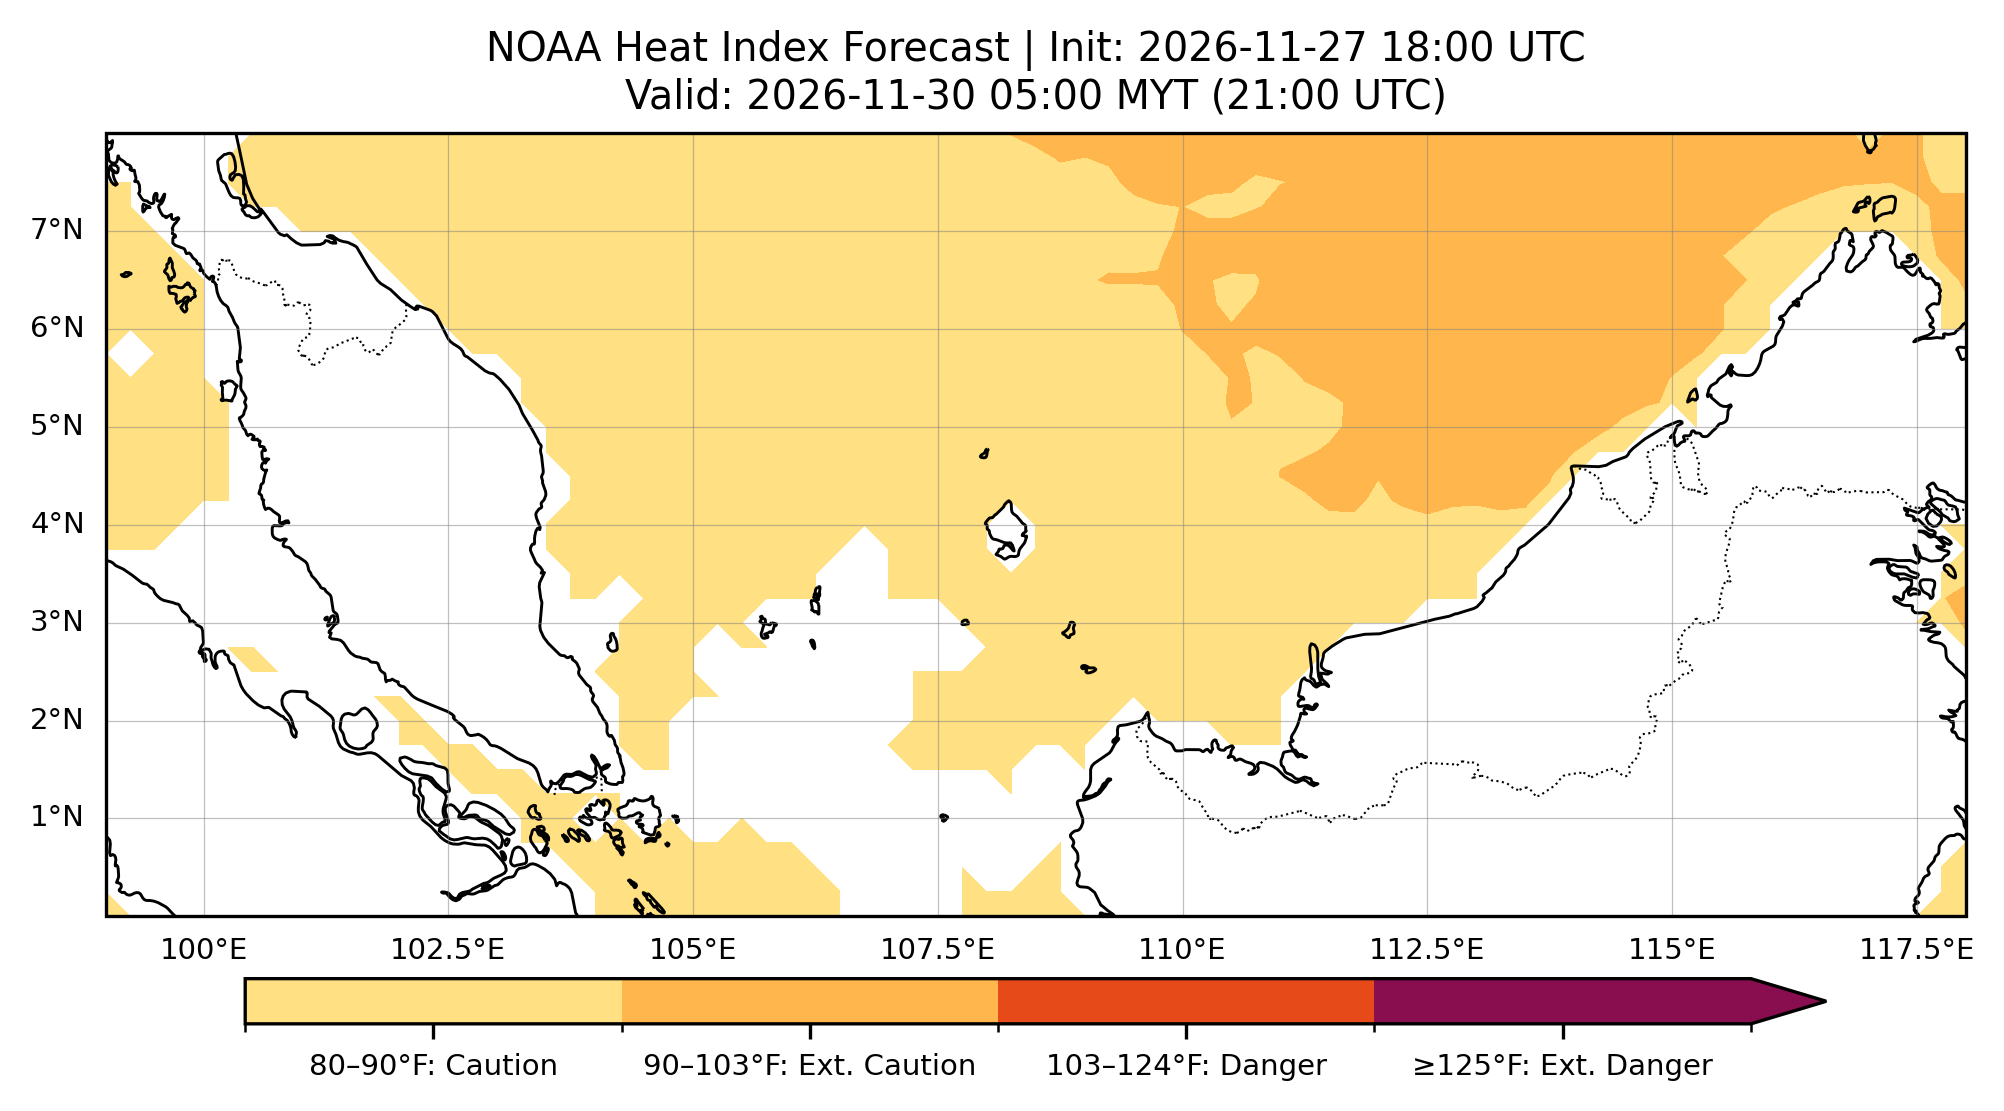 NOAA Heat Index Forecast | Init: 2026-11-27 18:00 UTC
Valid: 2026-11-30 05:00 MYT (21:00 UTC)
7°N
6°N
5°N
4°N
3°N
2°N
1°N
100°E 102.5°E 105°E 107.5°E 110°E 112.5°E 115°E 117.5°E
80–90°F: Caution 90–103°F: Ext. Caution 103–124°F: Danger ≥125°F: Ext. Danger